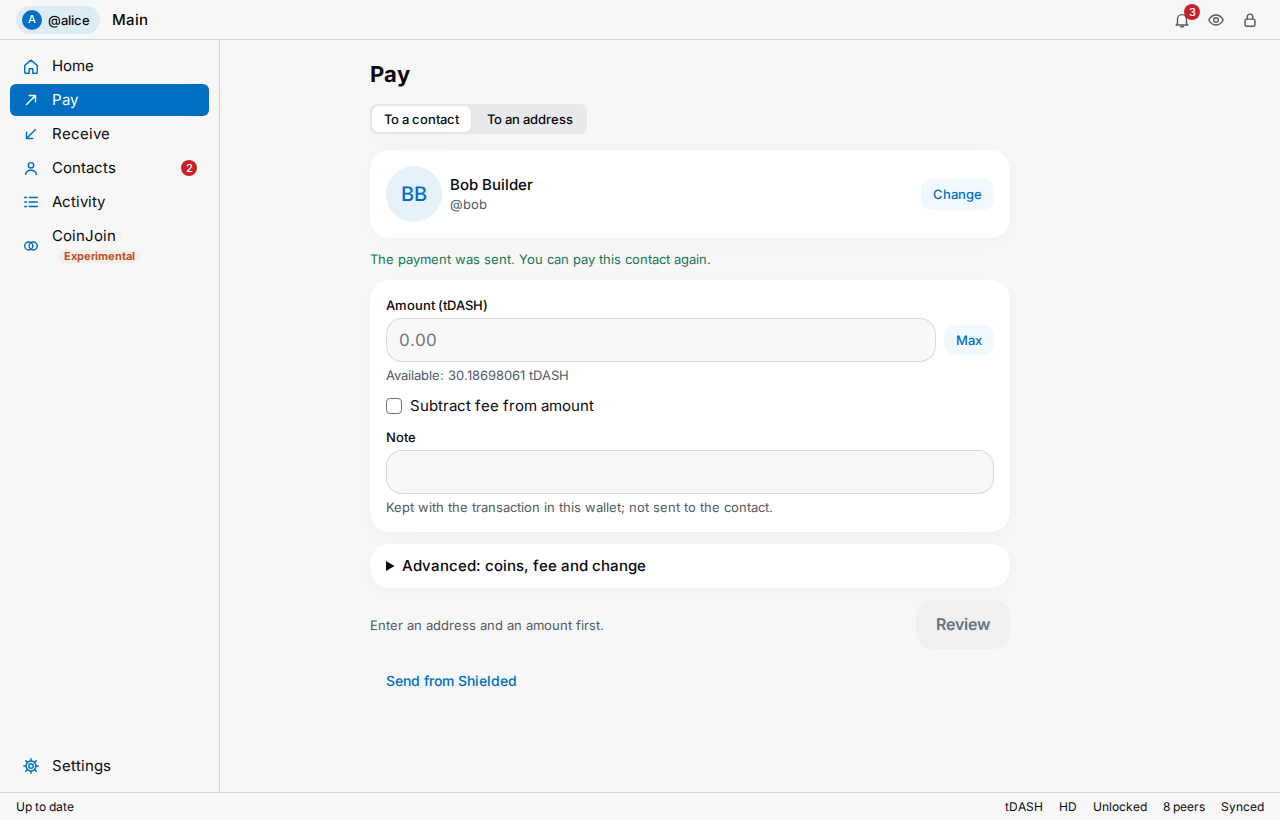 A @alice Main 3
Home
Pay
Receive
Contacts 2
Activity
CoinJoin
Experimental
Settings
Pay
To a contact To an address
BB
Bob Builder
@bob
Change
The payment was sent. You can pay this contact again.
Amount (tDASH)
0.00 Max
Available: 30.18698061 tDASH
Subtract fee from amount
Note
Kept with the transaction in this wallet; not sent to the contact.
Advanced: coins, fee and change
Enter an address and an amount first. Review
Send from Shielded
Up to date tDASH HD Unlocked 8 peers Synced